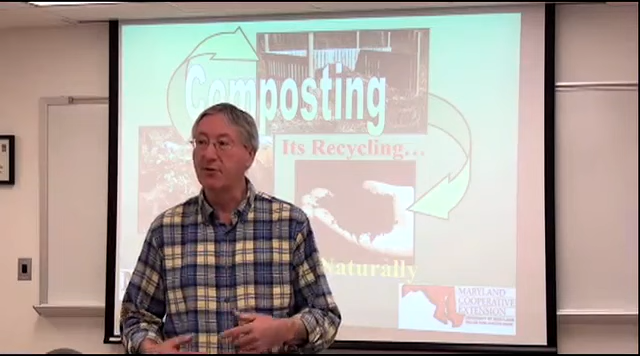 Composting
Its Recycling...
Naturally
MARYLAND
COOPERATIVE
EXTENSION